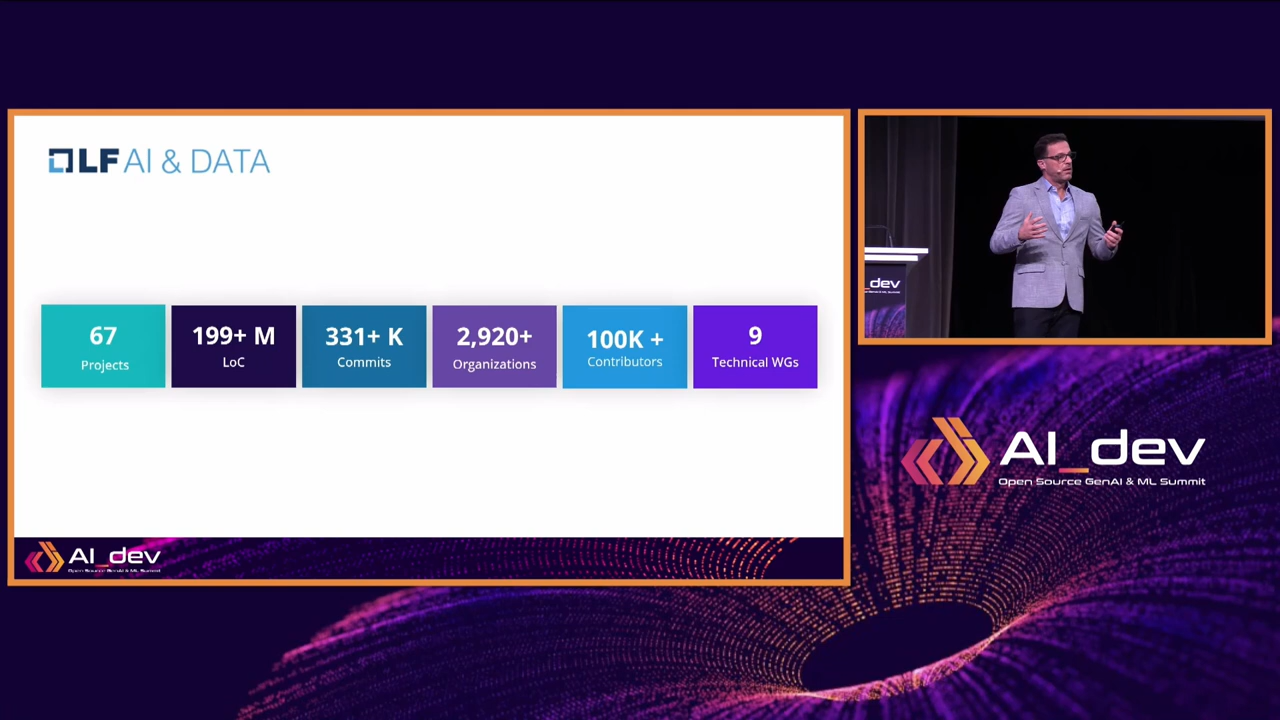 LF AI & DATA
67
Projects
199+ M
LoC
331+ K
Commits
2,920+
Organizations
100K +
Contributors
9
Technical WGs
AI_dev
Open Source GenAI & ML Summit
_dev
AI_dev
Open Source GenAI & ML Summit